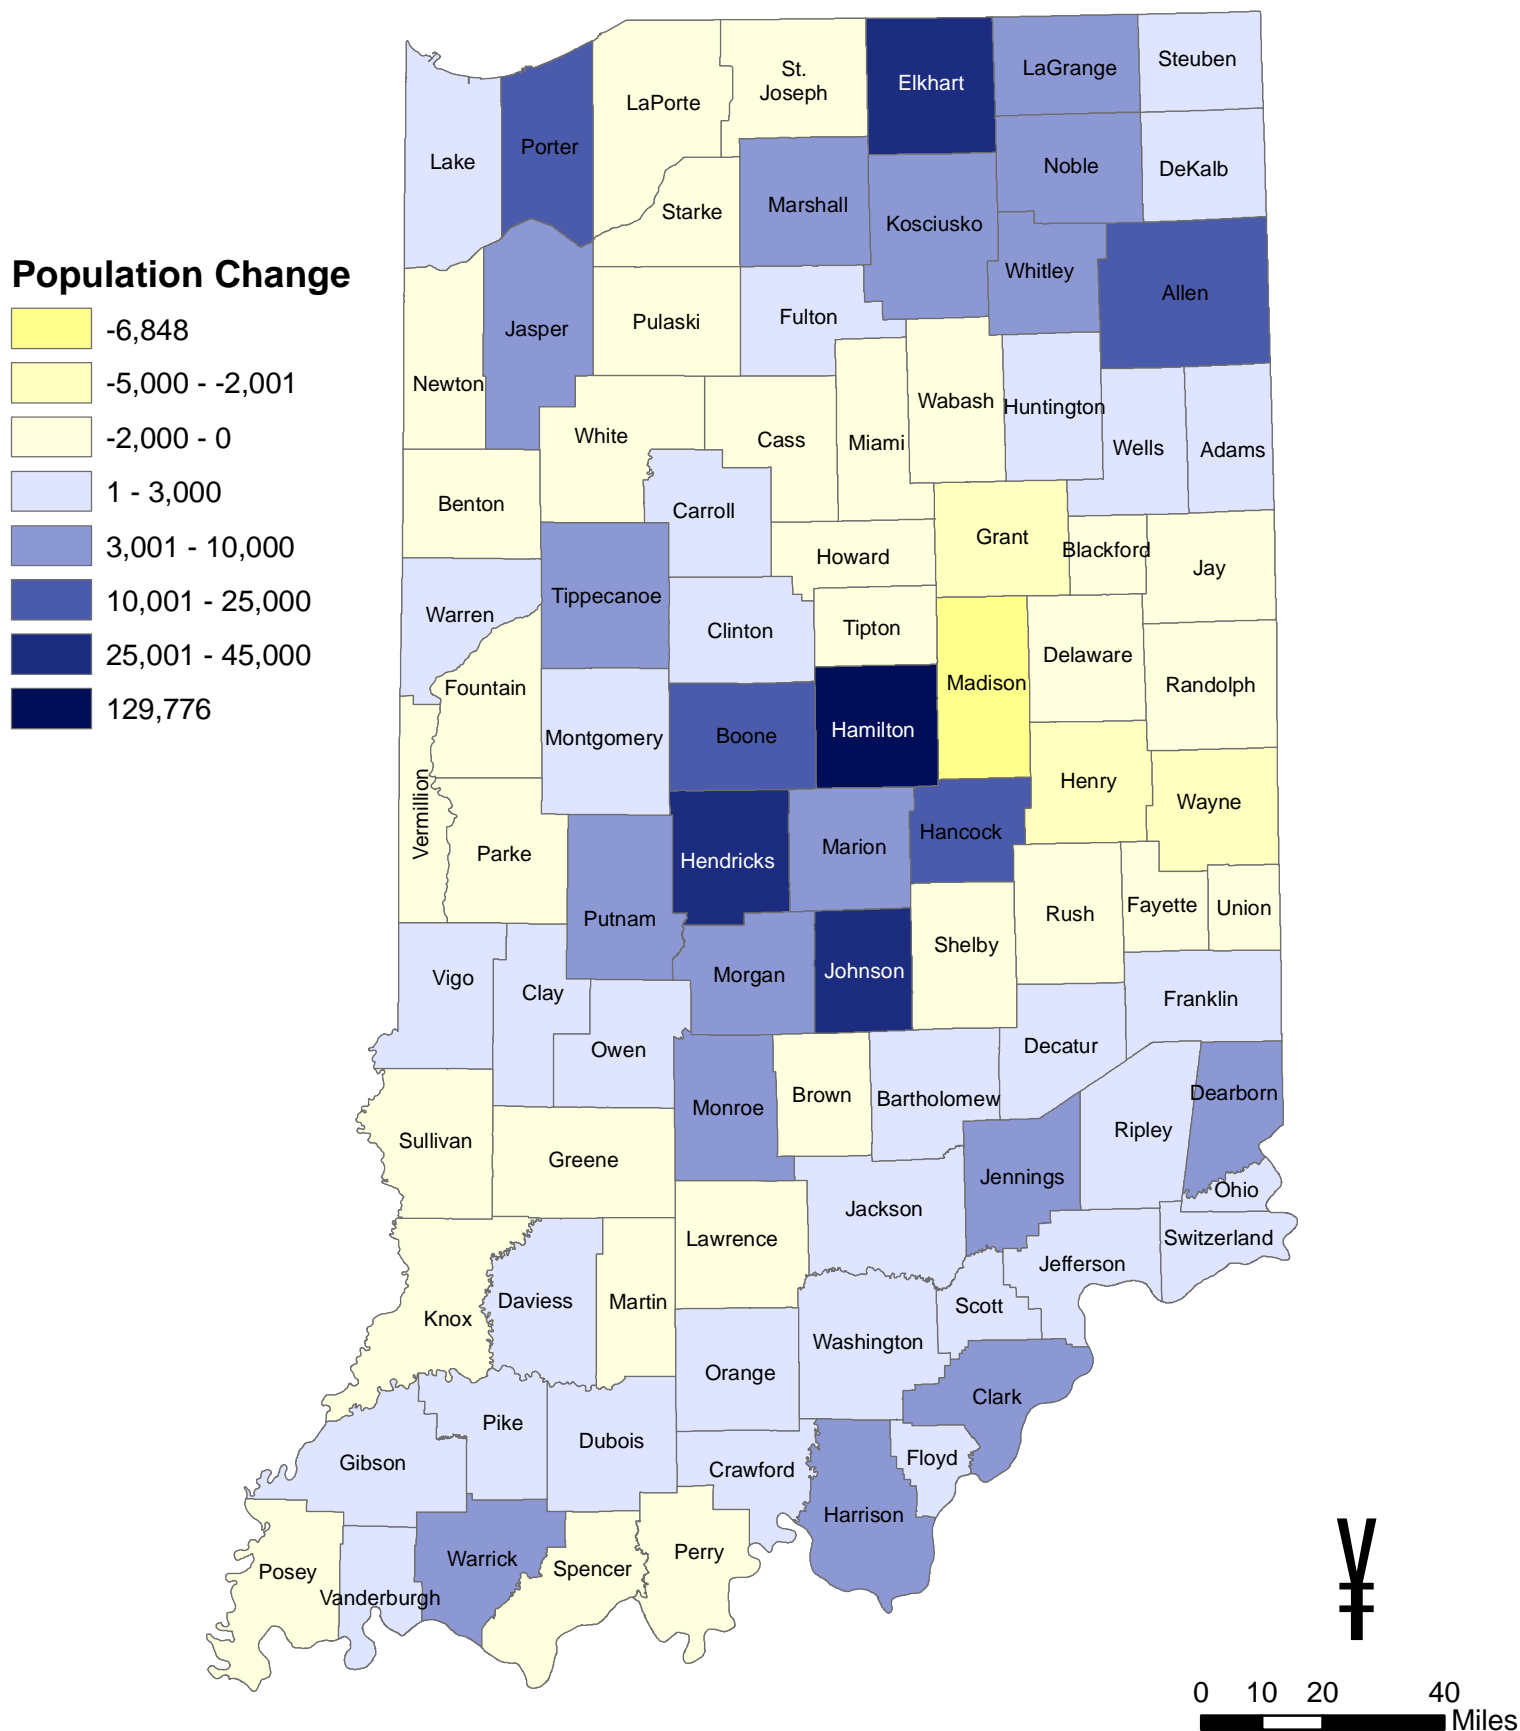 Steuben
LaGrange
St.
Joseph
Elkhart
LaPorte
Porter
Lake
Noble
DeKalb
Marshall
Starke
Kosciusko
Population Change
-6,848
-5,000 - -2,001
-2,000 - 0
1 - 3,000
3,001 - 10,000
10,001 - 25,000
25,001 - 45,000
129,776
Whitley
Allen
Fulton
Pulaski
Jasper
Newton
Wabash
Huntington
White
Cass
Miami
Wells
Adams
Benton
Carroll
Grant
Blackford
Howard
Jay
Tippecanoe
Warren
Clinton
Tipton
Delaware
Madison
Randolph
Fountain
Hamilton
Boone
Montgomery
Henry
Wayne
Vermillion
Hancock
Marion
Parke
Hendricks
Fayette
Union
Rush
Putnam
Shelby
Johnson
Morgan
Vigo
Clay
Franklin
Decatur
Owen
Dearborn
Brown
Bartholomew
Monroe
Ripley
Sullivan
Greene
Jennings
Ohio
Jackson
Switzerland
Lawrence
Jefferson
Daviess
Martin
Scott
Knox
Washington
Orange
Clark
Pike
Dubois
Floyd
Gibson
Crawford
Harrison
Perry
Warrick
Spencer
Posey
Vanderburgh
¥
0 10 20 40
Miles